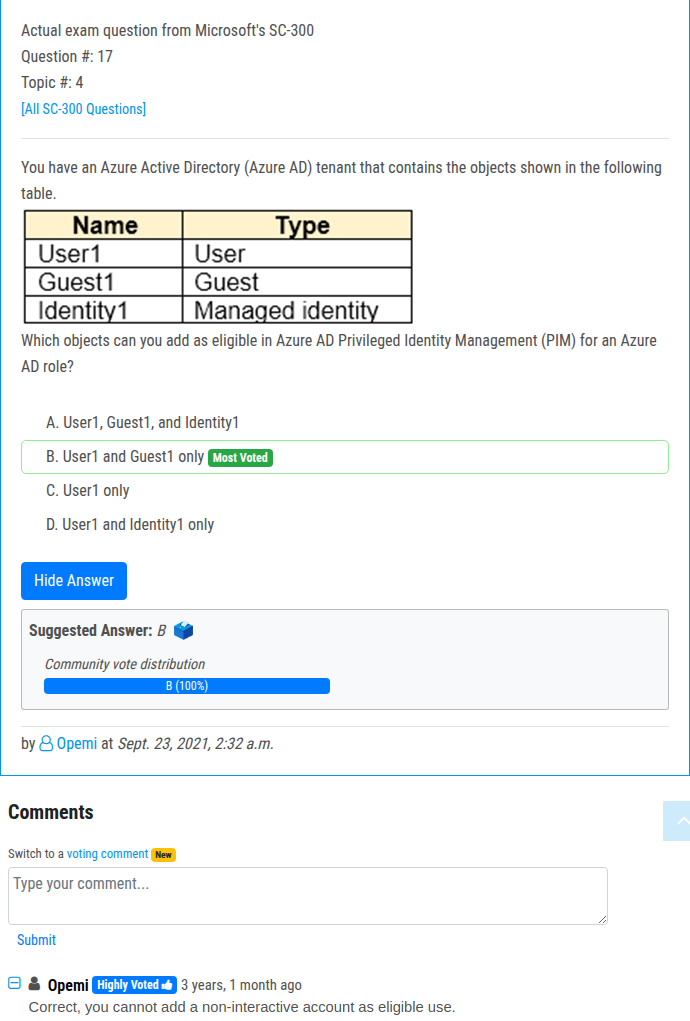 Actual exam question from Microsoft's SC-300
Question #: 17
Topic #: 4
[All SC-300 Questions]
You have an Azure Active Directory (Azure AD) tenant that contains the objects shown in the following
table.
Name Type
User1 User
Guest1 Guest
Identity1 Managed identity
Which objects can you add as eligible in Azure AD Privileged Identity Management (PIM) for an Azure
AD role?
A. User1, Guest1, and Identity1
B. User1 and Guest1 only Most Voted
C. User1 only
D. User1 and Identity1 only
Hide Answer
Suggested Answer: B
Community vote distribution
B (100%)
by Opemi at Sept. 23, 2021, 2:32 a.m.
Comments
Switch to a voting comment New
Type your comment...
Submit
Opemi Highly Voted 3 years, 1 month ago
Correct, you cannot add a non-interactive account as eligible use.